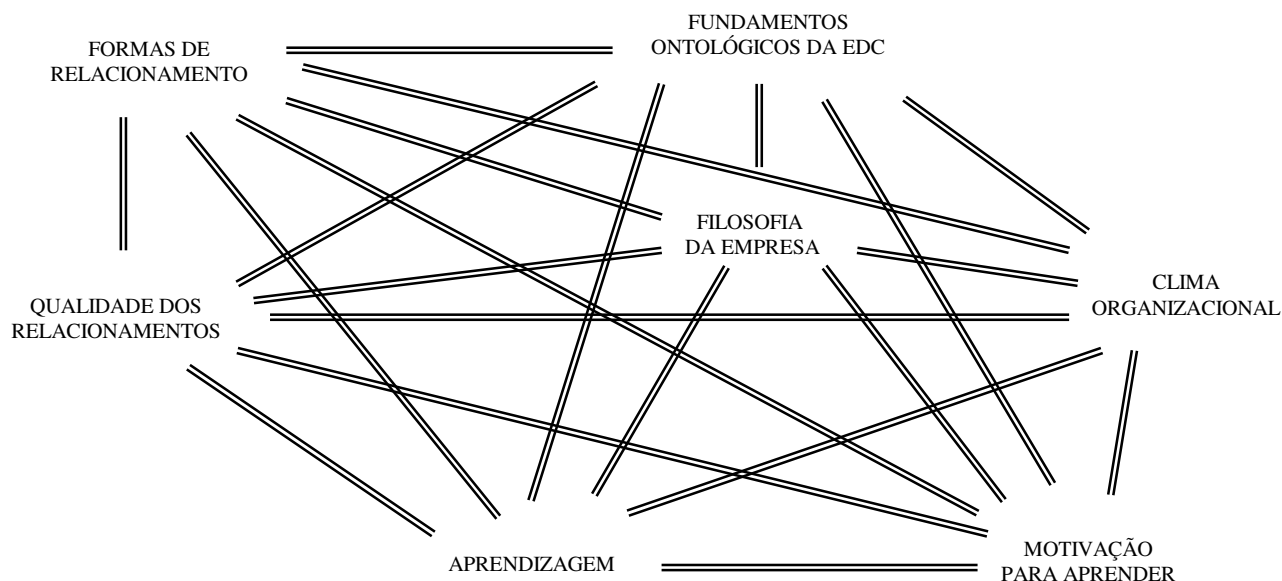 FORMAS DE
RELACIONAMENTO
FUNDAMENTOS
ONTOLÓGICOS DA EDC
FILOSOFIA
DA EMPRESA
QUALIDADE DOS
RELACIONAMENTOS
CLIMA
ORGANIZACIONAL
APRENDIZAGEM
MOTIVAÇÃO
PARA APRENDER